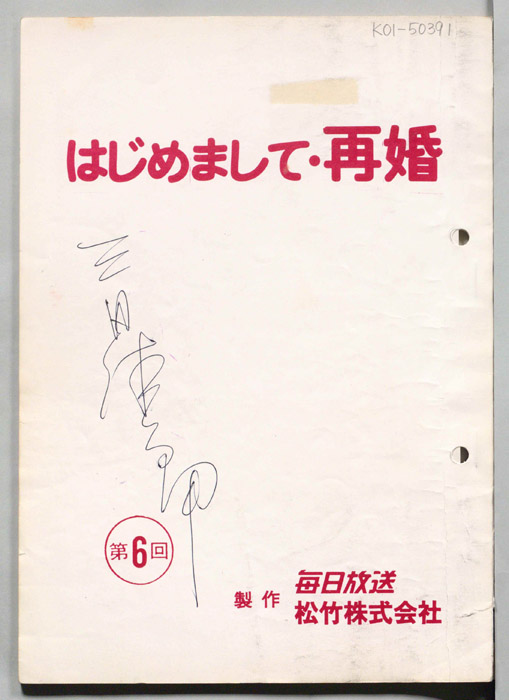 K01-50391
はじめまして・再婚
第6回
製作 毎日放送
松竹株式会社